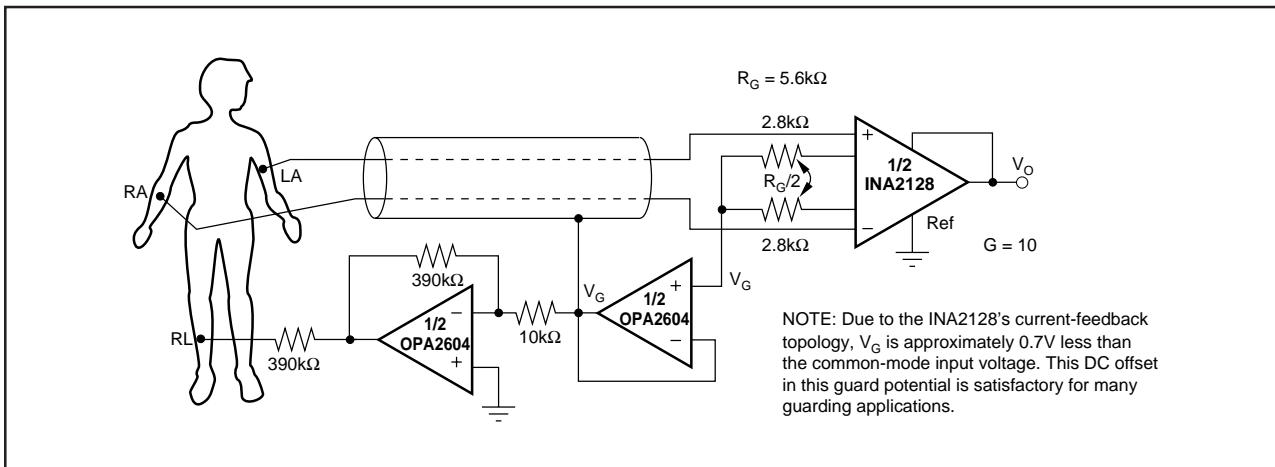 R_G = 5.6kΩ
2.8kΩ
+
1/2
INA2128
V_O
LA
RA
R_G/2
Ref
−
2.8kΩ
G = 10
390kΩ
V_G
+
V_G
1/2
OPA2604
−
10kΩ
−
1/2
OPA2604
+
RL
390kΩ
NOTE: Due to the INA2128's current-feedback
topology, V_G is approximately 0.7V less than
the common-mode input voltage. This DC offset
in this guard potential is satisfactory for many
guarding applications.